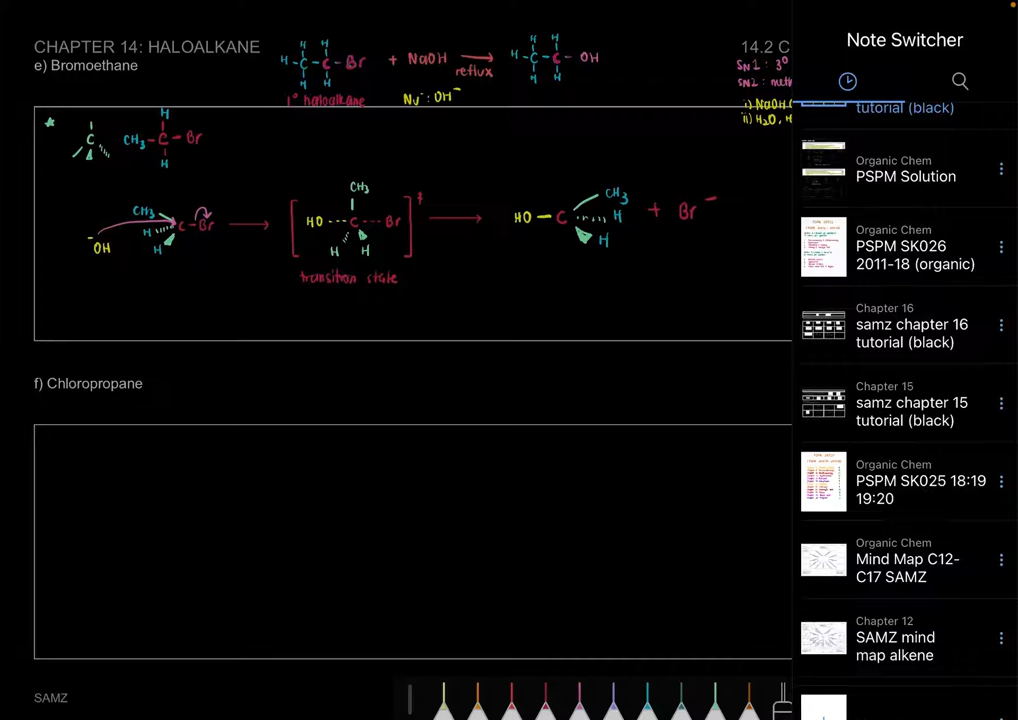 CHAPTER 14: HALOALKANE
e) Bromoethane
H H
H-C-C-Br + NaOH → H-C-C-OH
H H reflux H H
1° haloalkane Nu⁻: OH⁻
14.2 C
SN1 : 3°
SN2 : meth
i) NaOH (
ii) H₂O, H
H
C CH₃-C-Br
H
CH₃ H H C-Br
⁻OH
[ HO---C---Br ]‡
CH₃
H H
transition state
HO-C CH₃ H H + Br⁻
f) Chloropropane
SAMZ
Note Switcher
tutorial (black)
Organic Chem
PSPM Solution
Organic Chem
PSPM SK026
2011-18 (organic)
Chapter 16
samz chapter 16
tutorial (black)
Chapter 15
samz chapter 15
tutorial (black)
Organic Chem
PSPM SK025 18:19
19:20
Organic Chem
Mind Map C12-
C17 SAMZ
Chapter 12
SAMZ mind
map alkene